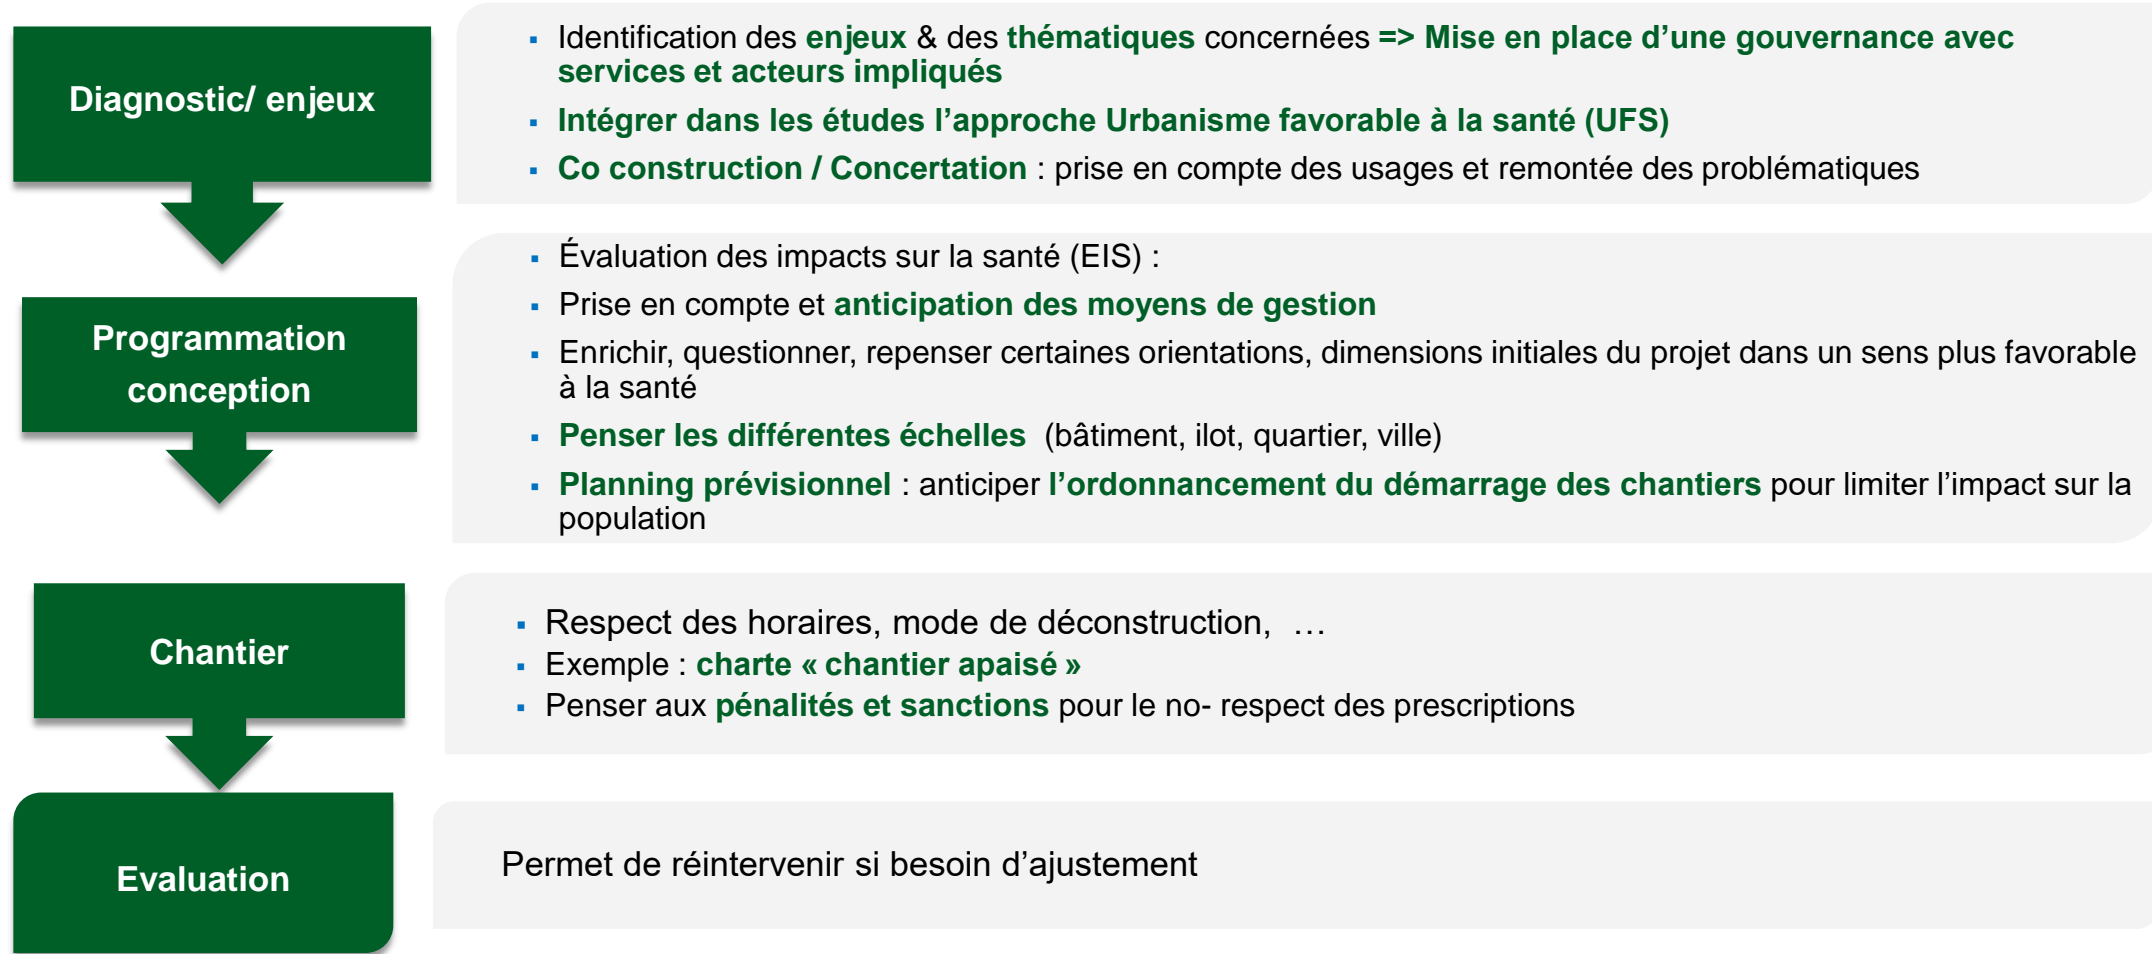 Diagnostic/ enjeux
▪ Identification des enjeux & des thématiques concernées => Mise en place d’une gouvernance avec
services et acteurs impliqués
▪ Intégrer dans les études l’approche Urbanisme favorable à la santé (UFS)
▪ Co construction / Concertation : prise en compte des usages et remontée des problématiques
Programmation
conception
▪ Évaluation des impacts sur la santé (EIS) :
▪ Prise en compte et anticipation des moyens de gestion
▪ Enrichir, questionner, repenser certaines orientations, dimensions initiales du projet dans un sens plus favorable
à la santé
▪ Penser les différentes échelles (bâtiment, ilot, quartier, ville)
▪ Planning prévisionnel : anticiper l’ordonnancement du démarrage des chantiers pour limiter l’impact sur la
population
Chantier
▪ Respect des horaires, mode de déconstruction, …
▪ Exemple : charte « chantier apaisé »
▪ Penser aux pénalités et sanctions pour le no- respect des prescriptions
Evaluation
Permet de réintervenir si besoin d’ajustement